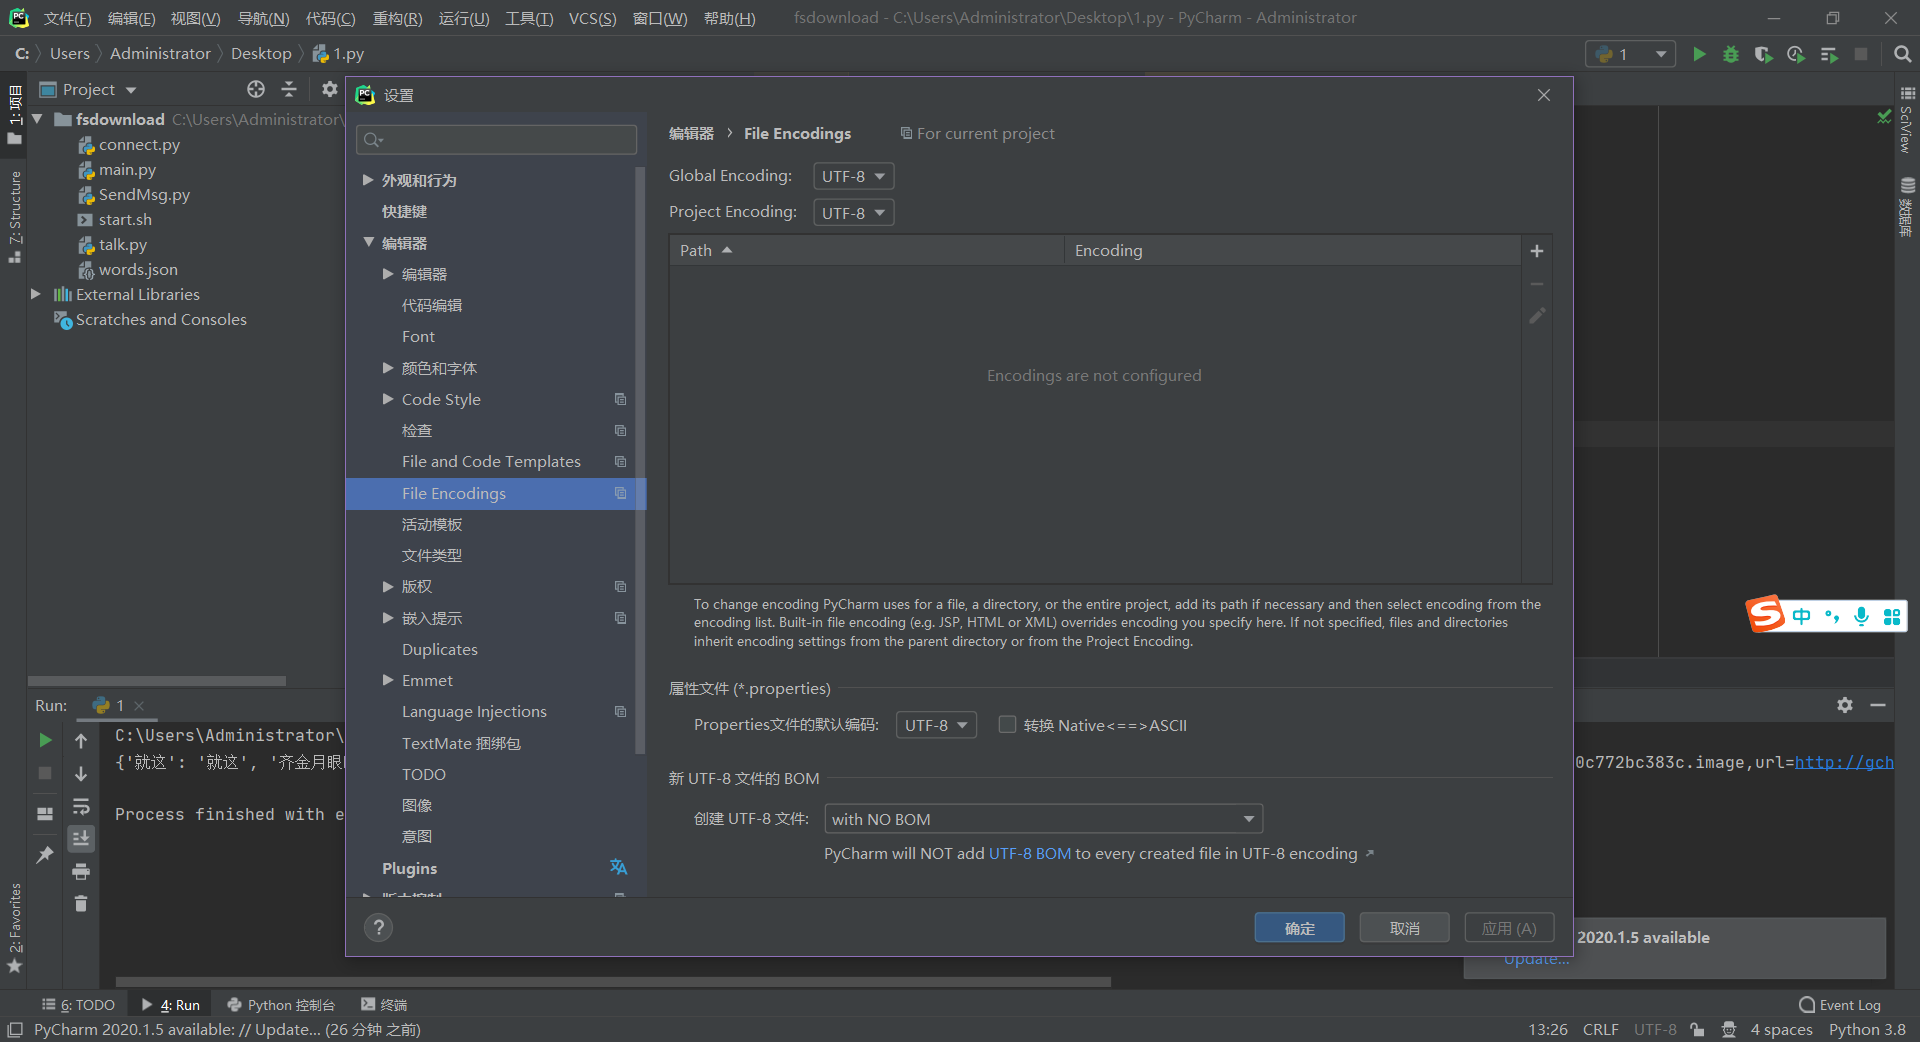 文件(F) 编辑(E) 视图(V) 导航(N) 代码(C) 重构(R) 运行(U) 工具(T) VCS(S) 窗口(W) 帮助(H) fsdownload - C:\Users\Administrator\Desktop\1.py - PyCharm - Administrator
C: Users Administrator Desktop 1.py 1
1: 项目
Project
fsdownload C:\Users\Administrator\
connect.py
main.py
SendMsg.py
start.sh
talk.py
words.json
External Libraries
Scratches and Consoles
7: Structure
2: Favorites
SciView
数据库
设置
外观和行为
快捷键
编辑器
编辑器
代码编辑
Font
颜色和字体
Code Style
检查
File and Code Templates
File Encodings
活动模板
文件类型
版权
嵌入提示
Duplicates
Emmet
Language Injections
TextMate 捆绑包
TODO
图像
意图
Plugins
版本控制
编辑器 › File Encodings For current project
Global Encoding: UTF-8
Project Encoding: UTF-8
Path Encoding
Encodings are not configured
To change encoding PyCharm uses for a file, a directory, or the entire project, add its path if necessary and then select encoding from the
encoding list. Built-in file encoding (e.g. JSP, HTML or XML) overrides encoding you specify here. If not specified, files and directories
inherit encoding settings from the parent directory or from the Project Encoding.
属性文件 (*.properties)
Properties文件的默认编码: UTF-8 转换 Native<==>ASCII
新 UTF-8 文件的 BOM
创建 UTF-8 文件: with NO BOM
PyCharm will NOT add UTF-8 BOM to every created file in UTF-8 encoding
? 确定 取消 应用 (A)
中
Run: 1
C:\Users\Administrator\
{'就这': '就这', '齐金月眼
0c772bc383c.image,url=http://gch
Process finished with e
2020.1.5 available
Update...
6: TODO 4: Run Python 控制台 终端 Event Log
PyCharm 2020.1.5 available: // Update... (26 分钟 之前) 13:26 CRLF UTF-8 4 spaces Python 3.8